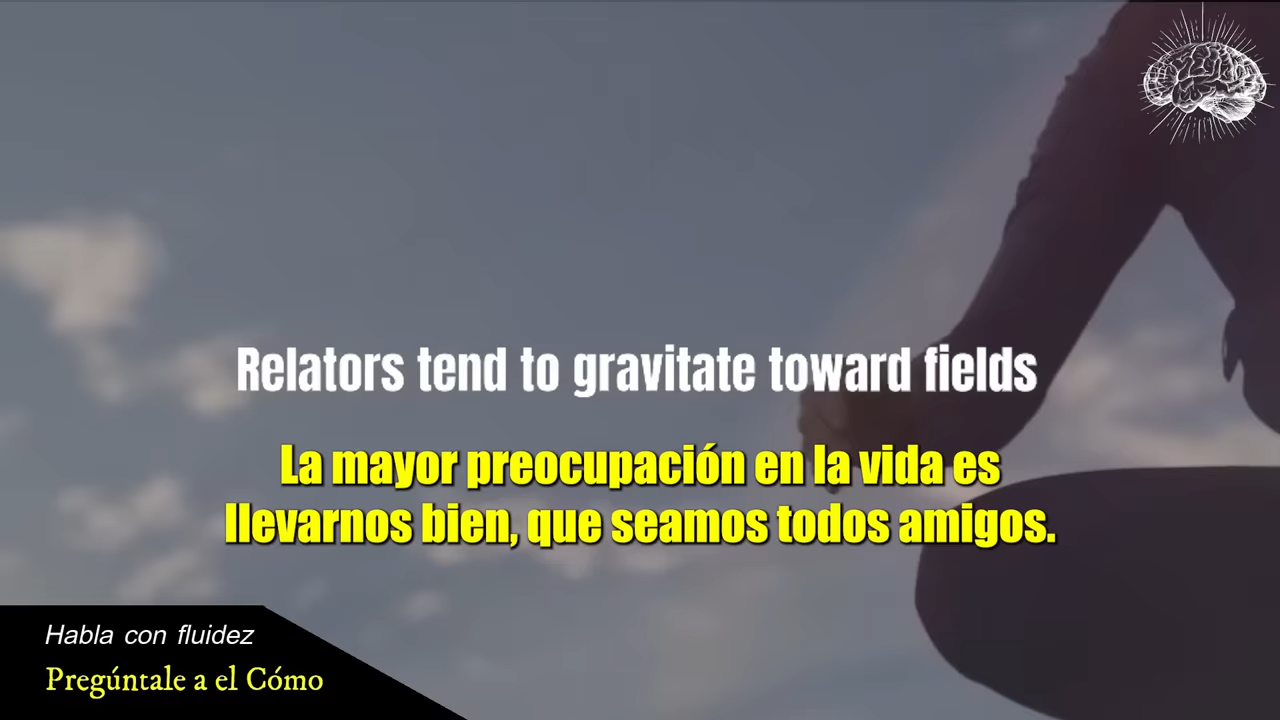 Relators tend to gravitate toward fields
La mayor preocupación en la vida es
llevarnos bien, que seamos todos amigos.
Habla con fluidez
Pregúntale a el Cómo